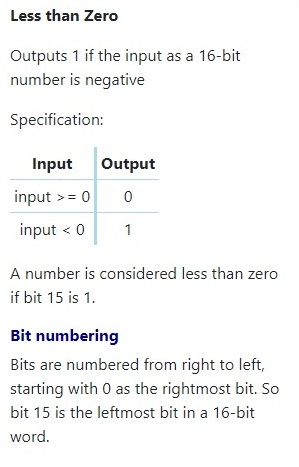 Less than Zero
Outputs 1 if the input as a 16-bit
number is negative
Specification:
Input Output
input >= 0 0
input < 0 1
A number is considered less than zero
if bit 15 is 1.
Bit numbering
Bits are numbered from right to left,
starting with 0 as the rightmost bit. So
bit 15 is the leftmost bit in a 16-bit
word.